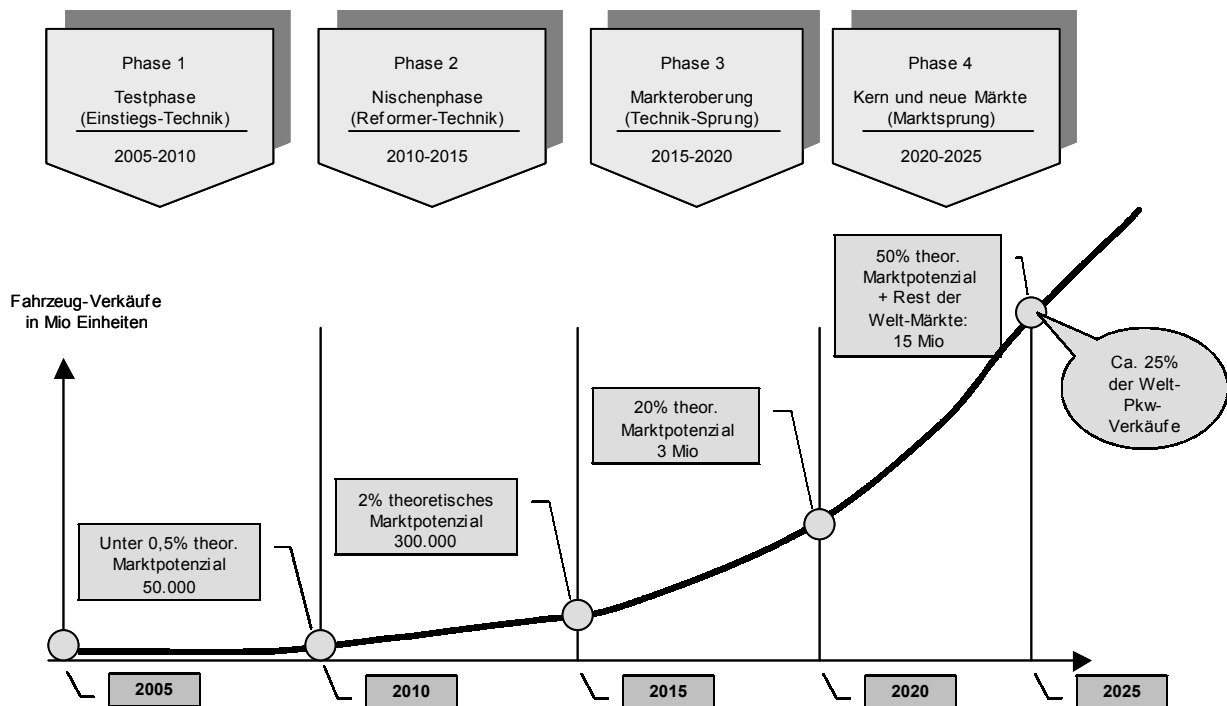 Phase 1
Testphase
(Einstiegs-Technik)
2005-2010
Phase 2
Nischenphase
(Reformer-Technik)
2010-2015
Phase 3
Markteroberung
(Technik-Sprung)
2015-2020
Phase 4
Kern und neue Märkte
(Marktsprung)
2020-2025
Fahrzeug-Verkäufe
in Mio Einheiten
Unter 0,5% theor.
Marktpotenzial
50.000
2% theoretisches
Marktpotenzial
300.000
20% theor.
Marktpotenzial
3 Mio
50% theor.
Marktpotenzial
+ Rest der
Welt-Märkte:
15 Mio
Ca. 25%
der Welt-
Pkw-
Verkäufe
2005
2010
2015
2020
2025